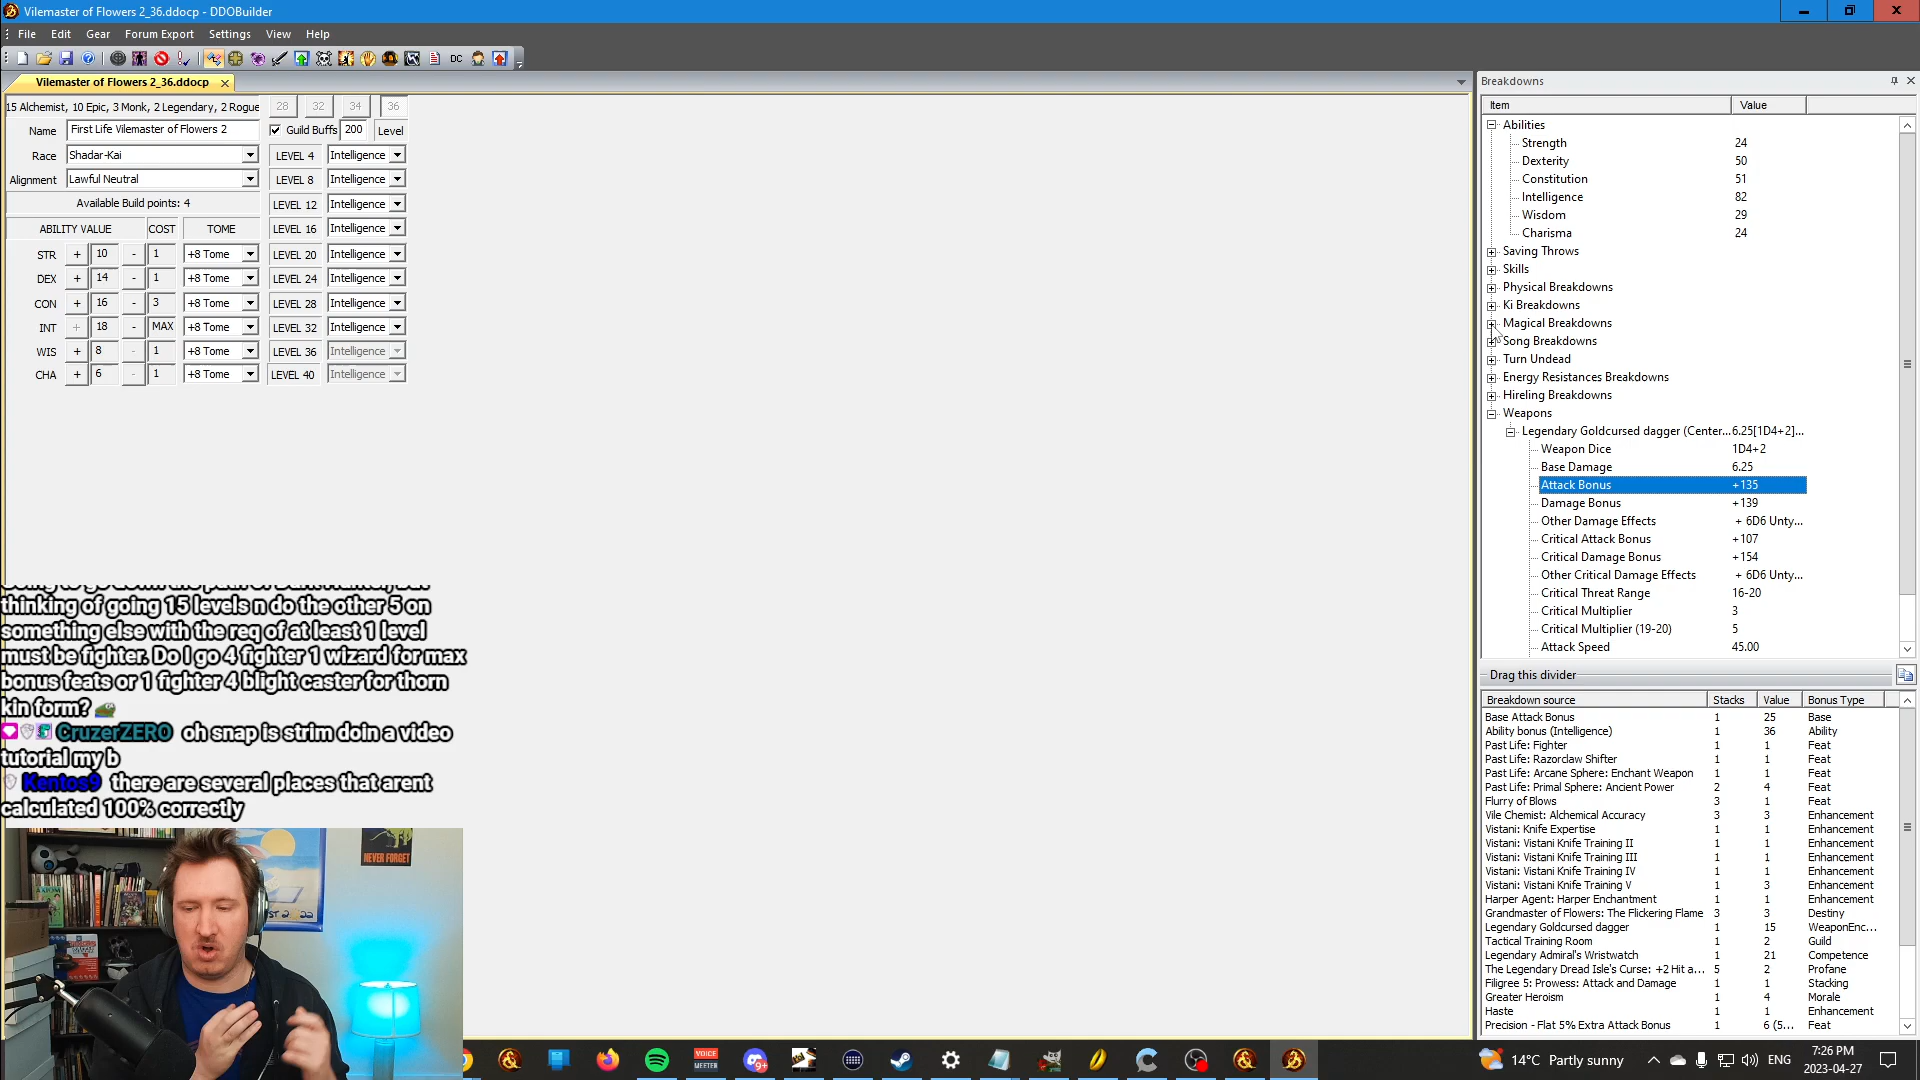 Vilemaster of Flowers 2_36.ddocp - DDOBuilder
File Edit Gear Forum Export Settings View Help
DC
Vilemaster of Flowers 2_36.ddocp
15 Alchemist, 10 Epic, 3 Monk, 2 Legendary, 2 Rogue 28 32 34 36
Name First Life Vilemaster of Flowers 2 Guild Buffs 200 Level
Race Shadar-Kai LEVEL 4 Intelligence
Alignment Lawful Neutral LEVEL 8 Intelligence
Available Build points: 4 LEVEL 12 Intelligence
ABILITY VALUE COST TOME LEVEL 16 Intelligence
STR + 10 - 1 +8 Tome LEVEL 20 Intelligence
DEX + 14 - 1 +8 Tome LEVEL 24 Intelligence
CON + 16 - 3 +8 Tome LEVEL 28 Intelligence
INT + 18 - MAX +8 Tome LEVEL 32 Intelligence
WIS + 8 - 1 +8 Tome LEVEL 36 Intelligence
CHA + 6 - 1 +8 Tome LEVEL 40 Intelligence
thinking of going 15 levels n do the other 5 on
something else with the req of at least 1 level
must be fighter. Do I go 4 fighter 1 wizard for max
bonus feats or 1 fighter 4 blight caster for thorn
kin form?
CruzerZERO oh snap is strim doin a video
tutorial my b
Kentos9 there are several places that arent
calculated 100% correctly
NEVER FORGET
Breakdowns
Item Value
Abilities
Strength 24
Dexterity 50
Constitution 51
Intelligence 82
Wisdom 29
Charisma 24
Saving Throws
Skills
Physical Breakdowns
Ki Breakdowns
Magical Breakdowns
Song Breakdowns
Turn Undead
Energy Resistances Breakdowns
Hireling Breakdowns
Weapons
Legendary Goldcursed dagger (Center... 6.25[1D4+2]...
Weapon Dice 1D4+2
Base Damage 6.25
Attack Bonus +135
Damage Bonus +139
Other Damage Effects + 6D6 Unty...
Critical Attack Bonus +107
Critical Damage Bonus +154
Other Critical Damage Effects + 6D6 Unty...
Critical Threat Range 16-20
Critical Multiplier 3
Critical Multiplier (19-20) 5
Attack Speed 45.00
Drag this divider
Breakdown source Stacks Value Bonus Type
Base Attack Bonus 1 25 Base
Ability bonus (Intelligence) 1 36 Ability
Past Life: Fighter 1 1 Feat
Past Life: Razorclaw Shifter 1 1 Feat
Past Life: Arcane Sphere: Enchant Weapon 1 1 Feat
Past Life: Primal Sphere: Ancient Power 2 4 Feat
Flurry of Blows 3 1 Feat
Vile Chemist: Alchemical Accuracy 3 3 Enhancement
Vistani: Knife Expertise 1 1 Enhancement
Vistani: Vistani Knife Training II 1 1 Enhancement
Vistani: Vistani Knife Training III 1 1 Enhancement
Vistani: Vistani Knife Training IV 1 1 Enhancement
Vistani: Vistani Knife Training V 1 3 Enhancement
Harper Agent: Harper Enchantment 1 1 Enhancement
Grandmaster of Flowers: The Flickering Flame 3 3 Destiny
Legendary Goldcursed dagger 1 15 WeaponEnc...
Tactical Training Room 1 2 Guild
Legendary Admiral's Wristwatch 1 21 Competence
The Legendary Dread Isle's Curse: +2 Hit a... 5 2 Profane
Filigree 5: Prowess: Attack and Damage 1 1 Stacking
Greater Heroism 1 4 Morale
Haste 1 1 Enhancement
Precision - Flat 5% Extra Attack Bonus 1 6 (5... Feat
VOICE MEETER 9+
14°C Partly sunny ENG 7:26 PM
2023-04-27